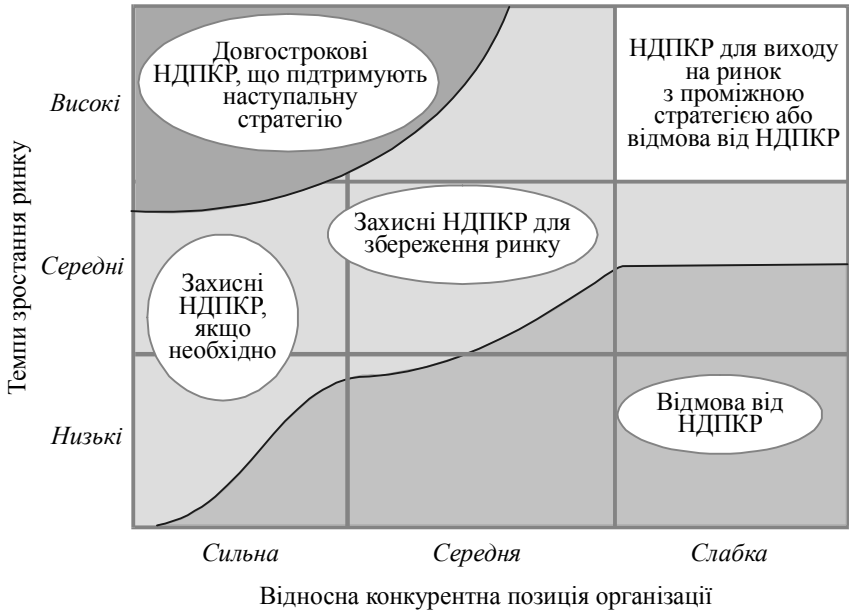 Темпи зростання ринку
Високі
Середні
Низькі
Довгострокові
НДПКР, що підтримують
наступальну
стратегію
НДПКР для виходу
на ринок
з проміжною
стратегією або
відмова від НДПКР
Захисні НДПКР для
збереження ринку
Захисні
НДПКР,
якщо
необхідно
Відмова від
НДПКР
Сильна
Середня
Слабка
Відносна конкурентна позиція організації